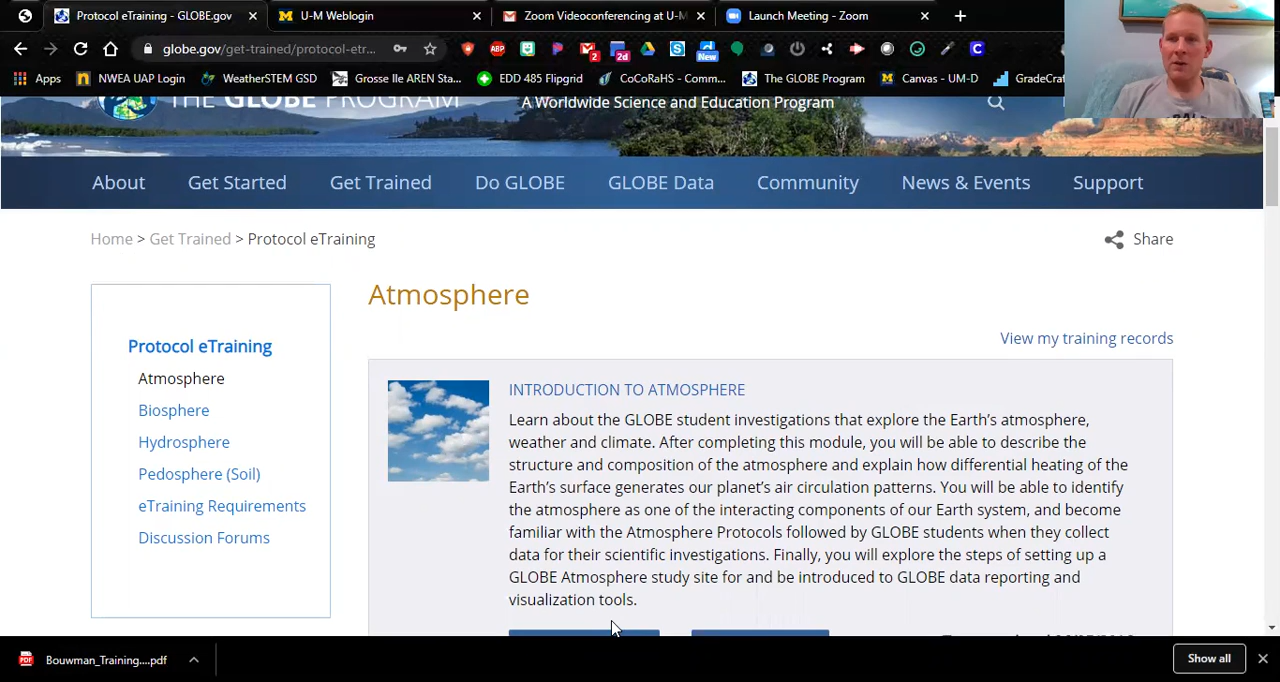 Protocol eTraining - GLOBE.gov
U-M Weblogin
Zoom Videoconferencing at U-M
Launch Meeting - Zoom
globe.gov/get-trained/protocol-etr...
2
2d
New
ABP
Apps
NWEA UAP Login
WeatherSTEM GSD
Grosse Ile AREN Sta...
EDD 485 Flipgrid
CoCoRaHS - Comm...
The GLOBE Program
Canvas - UM-D
GradeCraf
THE GLOBE PROGRAM
A Worldwide Science and Education Program
About
Get Started
Get Trained
Do GLOBE
GLOBE Data
Community
News & Events
Support
Home > Get Trained > Protocol eTraining
Share
Protocol eTraining
Atmosphere
Biosphere
Hydrosphere
Pedosphere (Soil)
eTraining Requirements
Discussion Forums
Atmosphere
View my training records
INTRODUCTION TO ATMOSPHERE
Learn about the GLOBE student investigations that explore the Earth's atmosphere,
weather and climate. After completing this module, you will be able to describe the
structure and composition of the atmosphere and explain how differential heating of the
Earth's surface generates our planet's air circulation patterns. You will be able to identify
the atmosphere as one of the interacting components of our Earth system, and become
familiar with the Atmosphere Protocols followed by GLOBE students when they collect
data for their scientific investigations. Finally, you will explore the steps of setting up a
GLOBE Atmosphere study site for and be introduced to GLOBE data reporting and
visualization tools.
Bouwman_Training....pdf
Show all